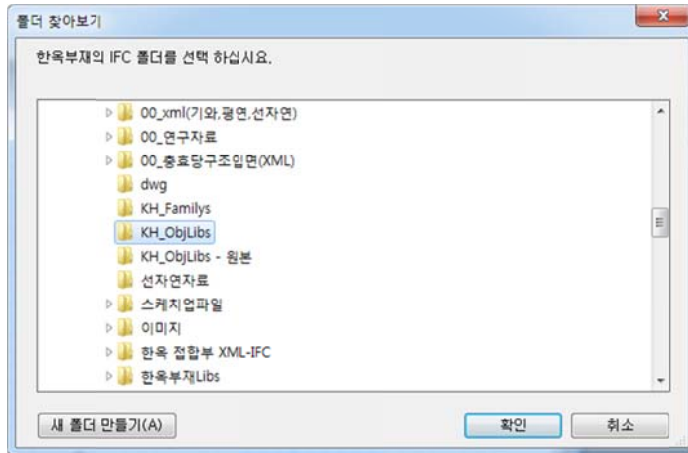 폴더 찾아보기
한옥부재의 IFC 폴더를 선택 하십시요.
00_xml(기와,평연,선자연)
00_연구자료
00_충효당구조입면(XML)
dwg
KH_Familys
KH_ObjLibs
KH_ObjLibs - 원본
선자연자료
스케치업파일
이미지
한옥 접합부 XML-IFC
한옥부재Libs
새 폴더 만들기(A) 확인 취소